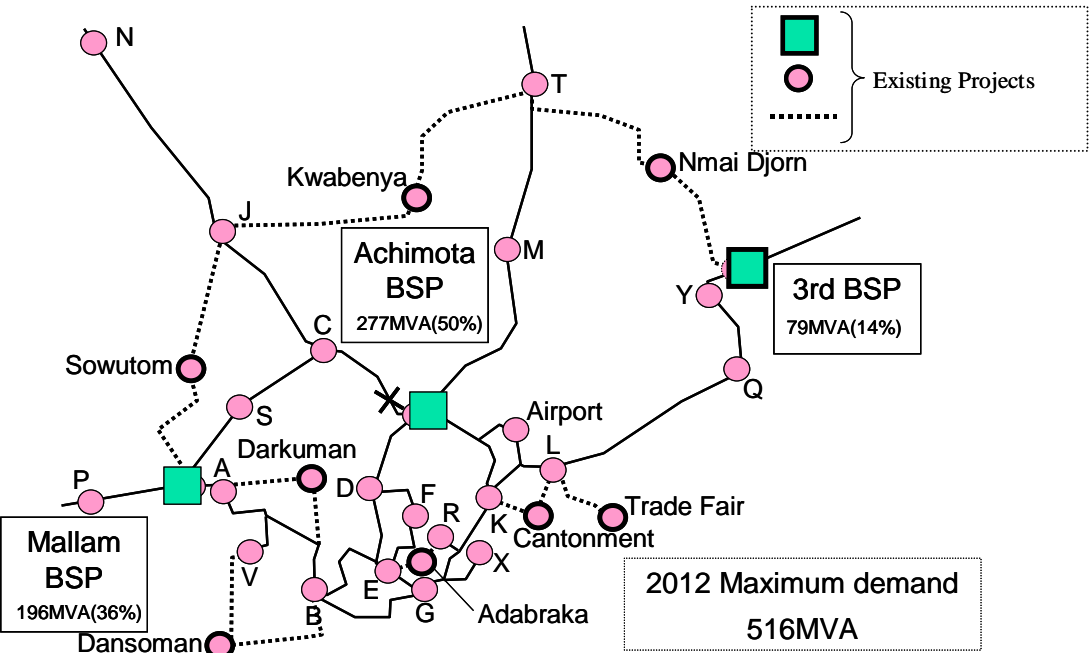 N
T
Existing Projects
Nmai Djorn
Kwabenya
J
Achimota
BSP
277MVA(50%)
M
3rd BSP
79MVA(14%)
Y
C
Sowutom
Q
S
Airport
Darkuman
L
P
A
D
F
R
K
Trade Fair
Cantonment
Mallam
BSP
196MVA(36%)
V
E
X
B
G
Adabraka
2012 Maximum demand
516MVA
Dansoman